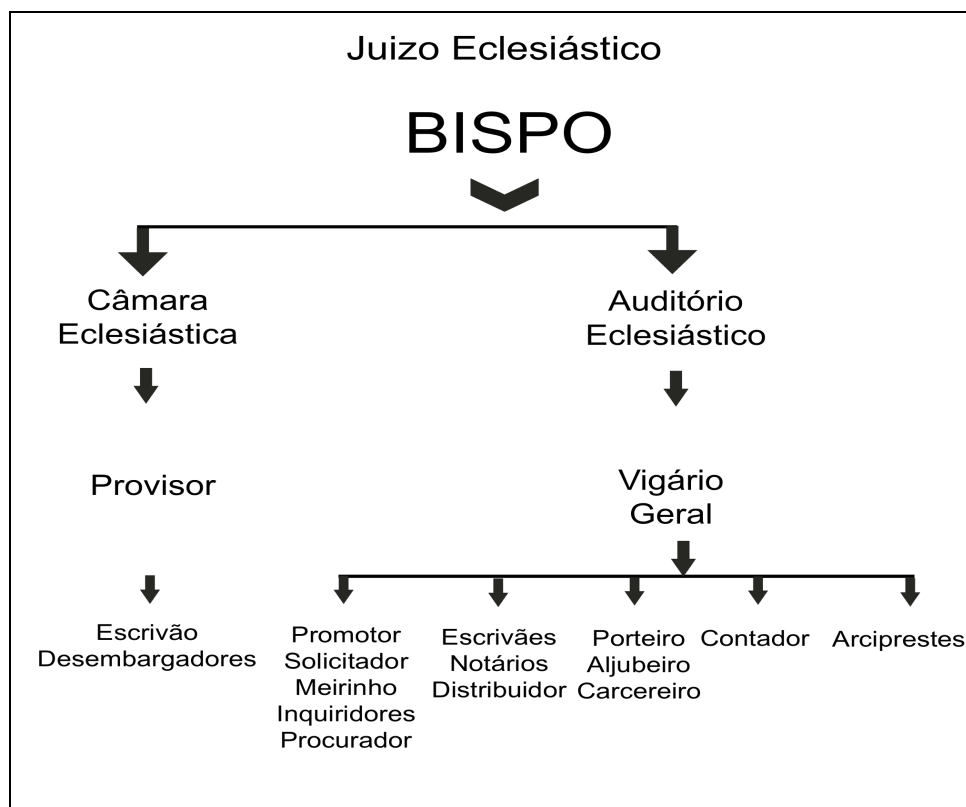 Juizo Eclesiástico
BISPO
Câmara
Eclesiástica
Auditório
Eclesiástico
Provisor
Vigário
Geral
Escrivão
Desembargadores
Promotor
Solicitador
Meirinho
Inquiridores
Procurador
Escrivães
Notários
Distribuidor
Porteiro
Aljubeiro
Carcereiro
Contador
Arciprestes